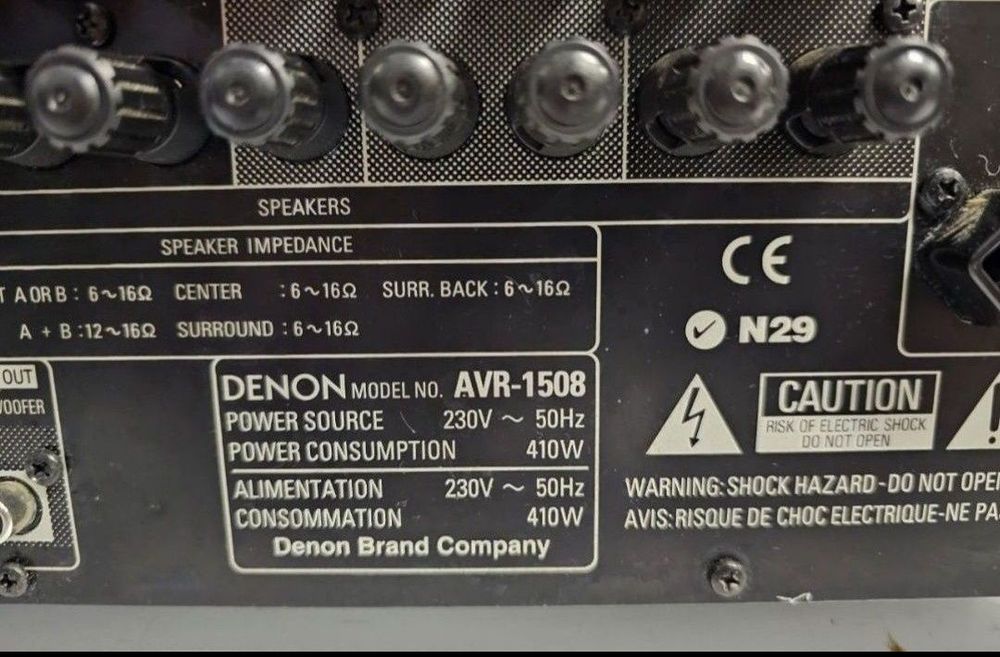 SPEAKERS
SPEAKER IMPEDANCE
T A OR B : 6~16Ω CENTER : 6~16Ω SURR. BACK : 6~16Ω
A + B : 12~16Ω SURROUND : 6~16Ω
CE
N29
OUT
WOOFER
DENON MODEL NO. AVR-1508
POWER SOURCE 230V ~ 50Hz
POWER CONSUMPTION 410W
ALIMENTATION 230V ~ 50Hz
CONSOMMATION 410W
Denon Brand Company
CAUTION
RISK OF ELECTRIC SHOCK
DO NOT OPEN
WARNING: SHOCK HAZARD - DO NOT OPEN
AVIS: RISQUE DE CHOC ELECTRIQUE-NE PA